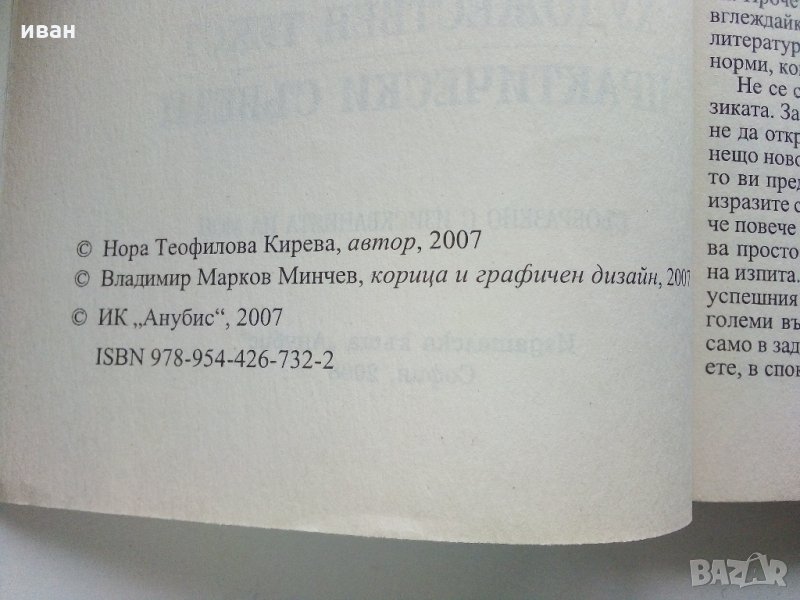 иван
© Нора Теофилова Кирева, автор, 2007
© Владимир Марков Минчев, корица и графичен дизайн, 2007
© ИК „Анубис“, 2007
ISBN 978-954-426-732-2
вглеждайк
литератур
норми, ко
Не се с
зиката. За
не да откр
нещо ново
то ви пред
изразите с
че повече
ва просто
на изпита.
успешния
големи въ
само в зад
ете, в спок
BAZAR